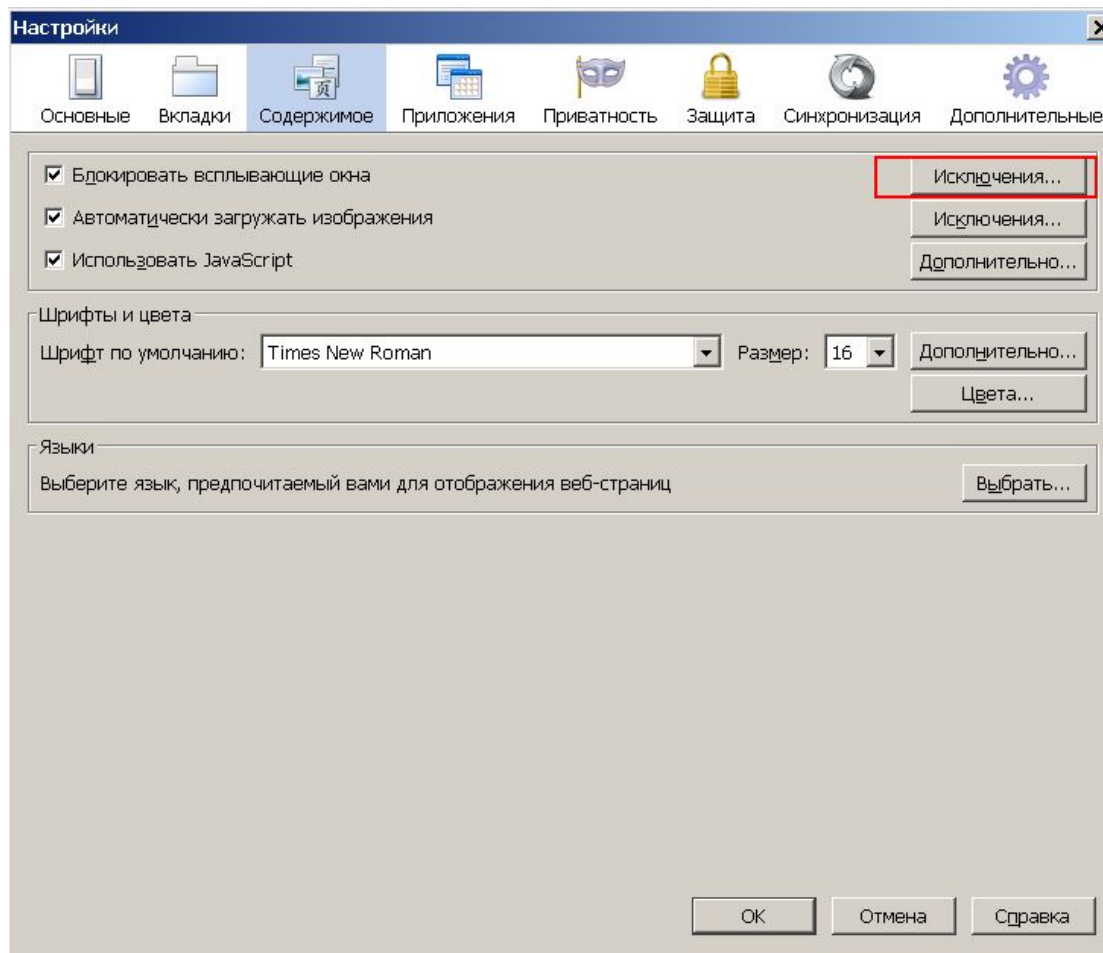 Настройки
Основные Вкладки Содержимое Приложения Приватность Защита Синхронизация Дополнительные
Блокировать всплывающие окна Исключения...
Автоматически загружать изображения Исключения...
Использовать JavaScript Дополнительно...
Шрифты и цвета
Шрифт по умолчанию: Times New Roman Размер: 16 Дополнительно...
Цвета...
Языки
Выберите язык, предпочитаемый вами для отображения веб-страниц Выбрать...
OK Отмена Справка